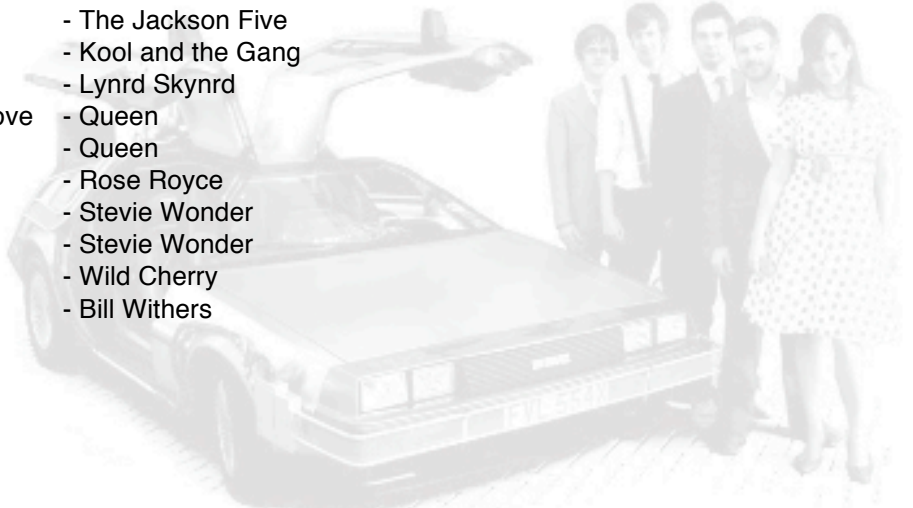 - The Jackson Five
- Kool and the Gang
- Lynrd Skynrd
ove - Queen
- Queen
- Rose Royce
- Stevie Wonder
- Stevie Wonder
- Wild Cherry
- Bill Withers